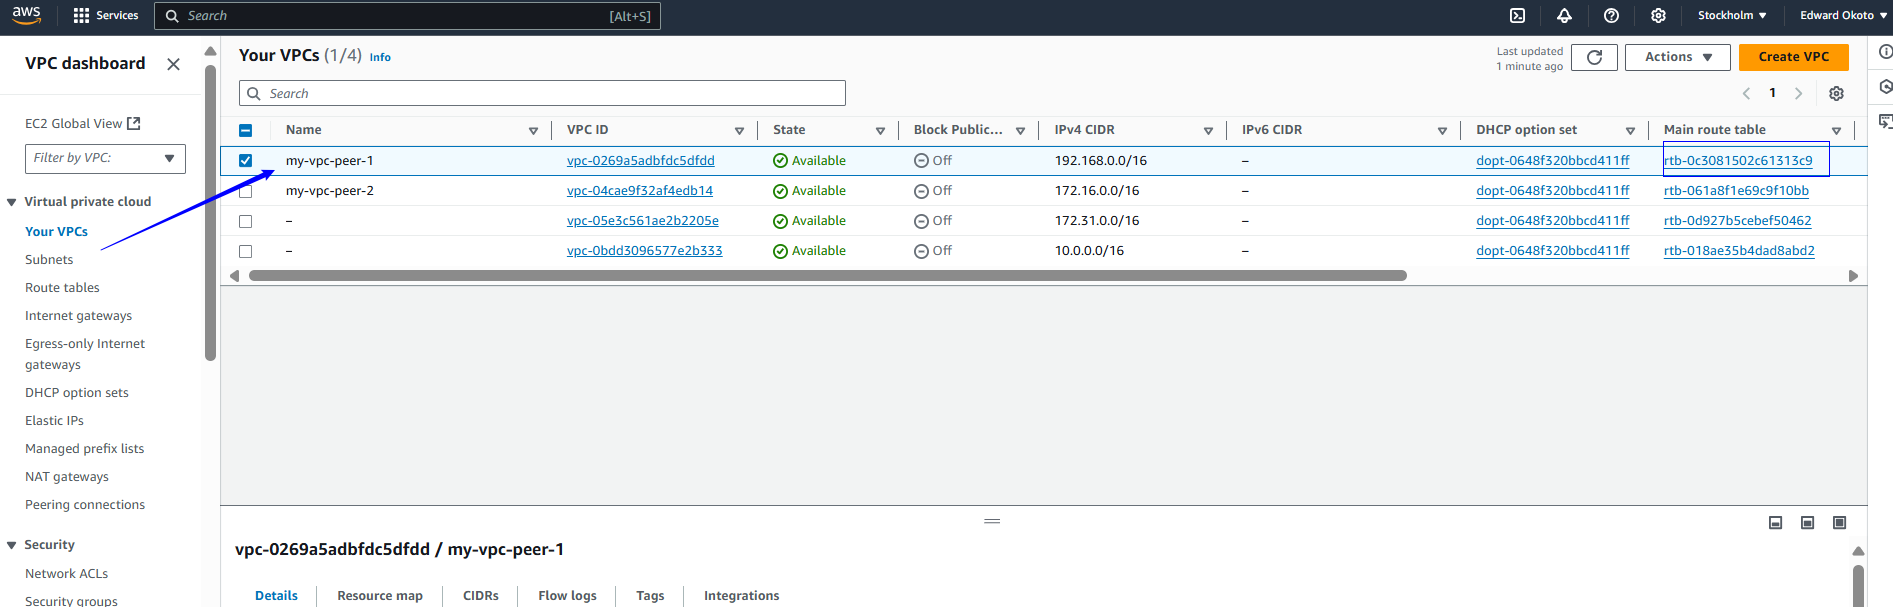 aws
Services
Search
[Alt+S]
Stockholm
Edward Okoto
VPC dashboard
EC2 Global View
Filter by VPC:
Virtual private cloud
Your VPCs
Subnets
Route tables
Internet gateways
Egress-only Internet
gateways
DHCP option sets
Elastic IPs
Managed prefix lists
NAT gateways
Peering connections
Security
Network ACLs
Security groups
Your VPCs (1/4) Info
Last updated
1 minute ago
Actions
Create VPC
Search
1
Name VPC ID State Block Public... IPv4 CIDR IPv6 CIDR DHCP option set Main route table
my-vpc-peer-1 vpc-0269a5adbfdc5dfdd Available Off 192.168.0.0/16 – dopt-0648f320bbcd411ff rtb-0c3081502c61313c9
my-vpc-peer-2 vpc-04cae9f32af4edb14 Available Off 172.16.0.0/16 – dopt-0648f320bbcd411ff rtb-061a8f1e69c9f10bb
– vpc-05e3c561ae2b2205e Available Off 172.31.0.0/16 – dopt-0648f320bbcd411ff rtb-0d927b5cebef50462
– vpc-0bdd3096577e2b333 Available Off 10.0.0.0/16 – dopt-0648f320bbcd411ff rtb-018ae35b4dad8abd2
vpc-0269a5adbfdc5dfdd / my-vpc-peer-1
Details Resource map CIDRs Flow logs Tags Integrations